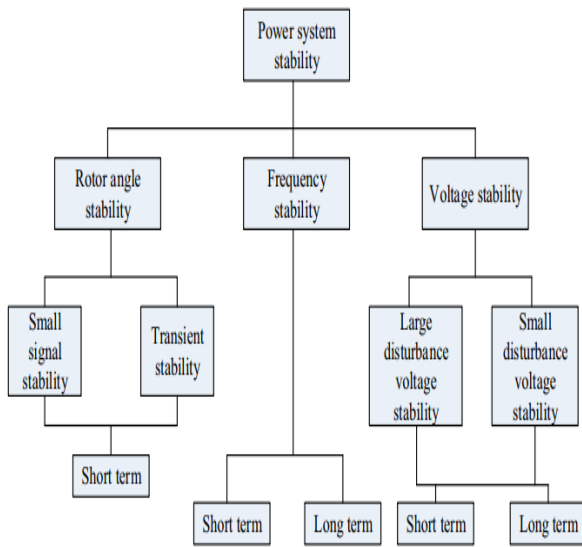 Power system
stability
Rotor angle
stability
Frequency
stability
Voltage stability
Small
signal
stability
Transient
stability
Large
disturbance
voltage
stability
Small
disturbance
voltage
stability
Short term
Short term
Long term
Short term
Long term